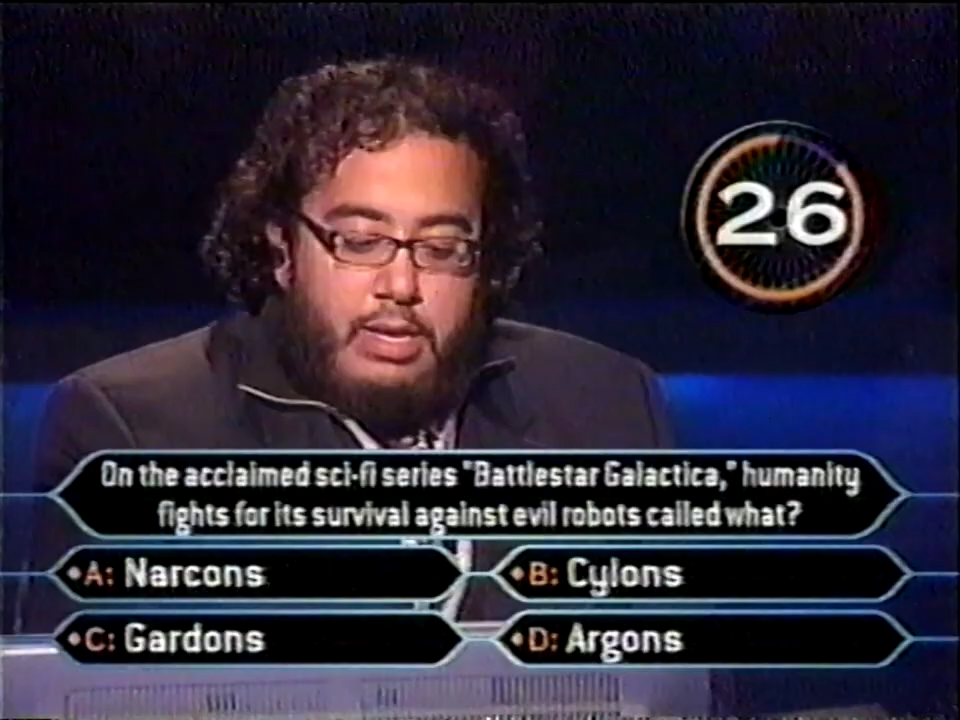 26
On the acclaimed sci-fi series "Battlestar Galactica," humanity
fights for its survival against evil robots called what?
A: Narcons
B: Cylons
C: Gardons
D: Argons